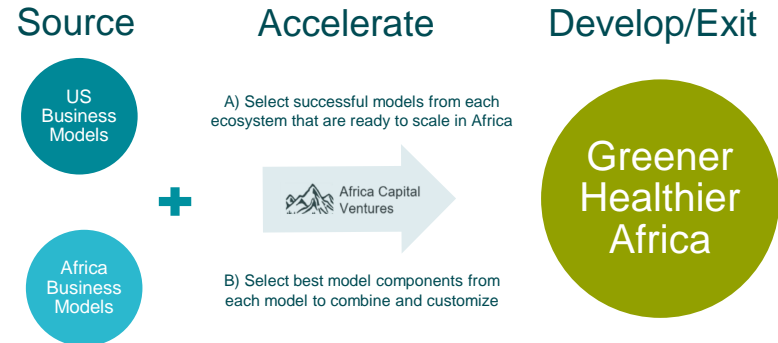 Source
Accelerate
Develop/Exit
US
Business
Models
A) Select successful models from each
ecosystem that are ready to scale in Africa
Africa Capital
Ventures
Greener
Healthier
Africa
Africa
Business
Models
B) Select best model components from
each model to combine and customize